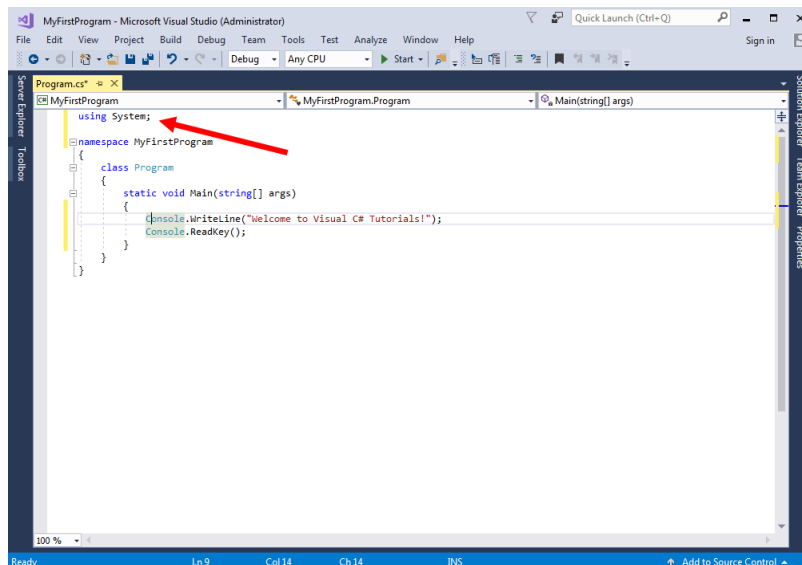 MyFirstProgram - Microsoft Visual Studio (Administrator)
Quick Launch (Ctrl+Q)
File Edit View Project Build Debug Team Tools Test Analyze Window Help
Sign in
Debug Any CPU Start
Server Explorer
Toolbox
Program.cs*
C# MyFirstProgram
MyFirstProgram.Program
Main(string[] args)
using System;
namespace MyFirstProgram
{
class Program
{
static void Main(string[] args)
{
Console.WriteLine("Welcome to Visual C# Tutorials!");
Console.ReadKey();
}
}
}
Solution Explorer
Team Explorer
Properties
100 %
Ready Ln 9 Col 14 Ch 14 INS Add to Source Control